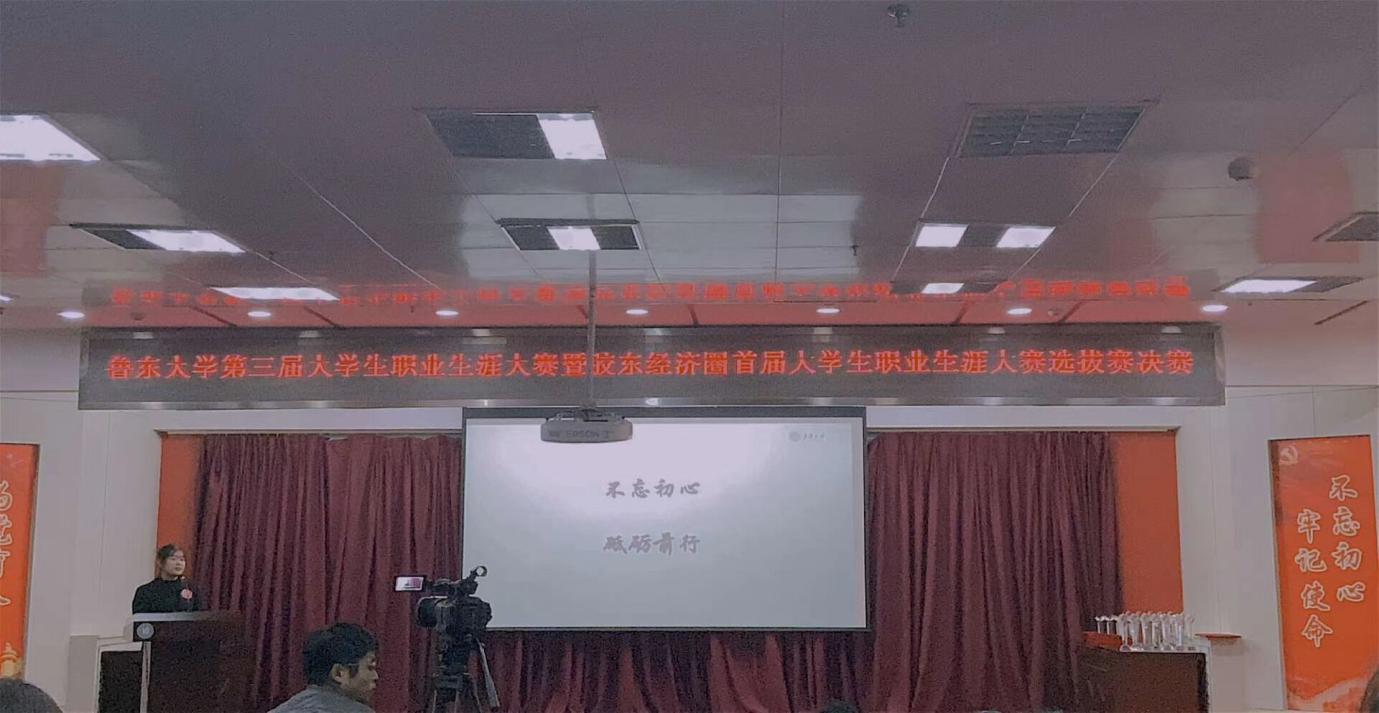 鲁东大学第三届大学生职业生涯大赛暨胶东经济圈首届大学生职业生涯大赛选拔赛决赛
不忘初心
砥砺前行
EPSON
不忘初心
牢记使命